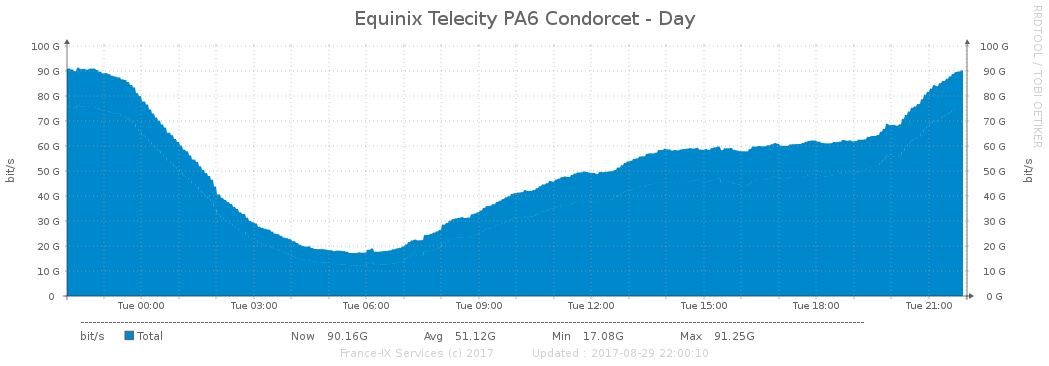 Equinix Telecity PA6 Condorcet - Day
RRDTOOL / TOBI OETIKER
bit/s
100 G
90 G
80 G
70 G
60 G
50 G
40 G
30 G
20 G
10 G
0
100 G
90 G
80 G
70 G
60 G
50 G
40 G
30 G
20 G
10 G
0 G
bit/s
Tue 00:00 Tue 03:00 Tue 06:00 Tue 09:00 Tue 12:00 Tue 15:00 Tue 18:00 Tue 21:00
bit/s Total Now 90.16G Avg 51.12G Min 17.08G Max 91.25G
France-IX Services (c) 2017 Updated : 2017-08-29 22:00:10